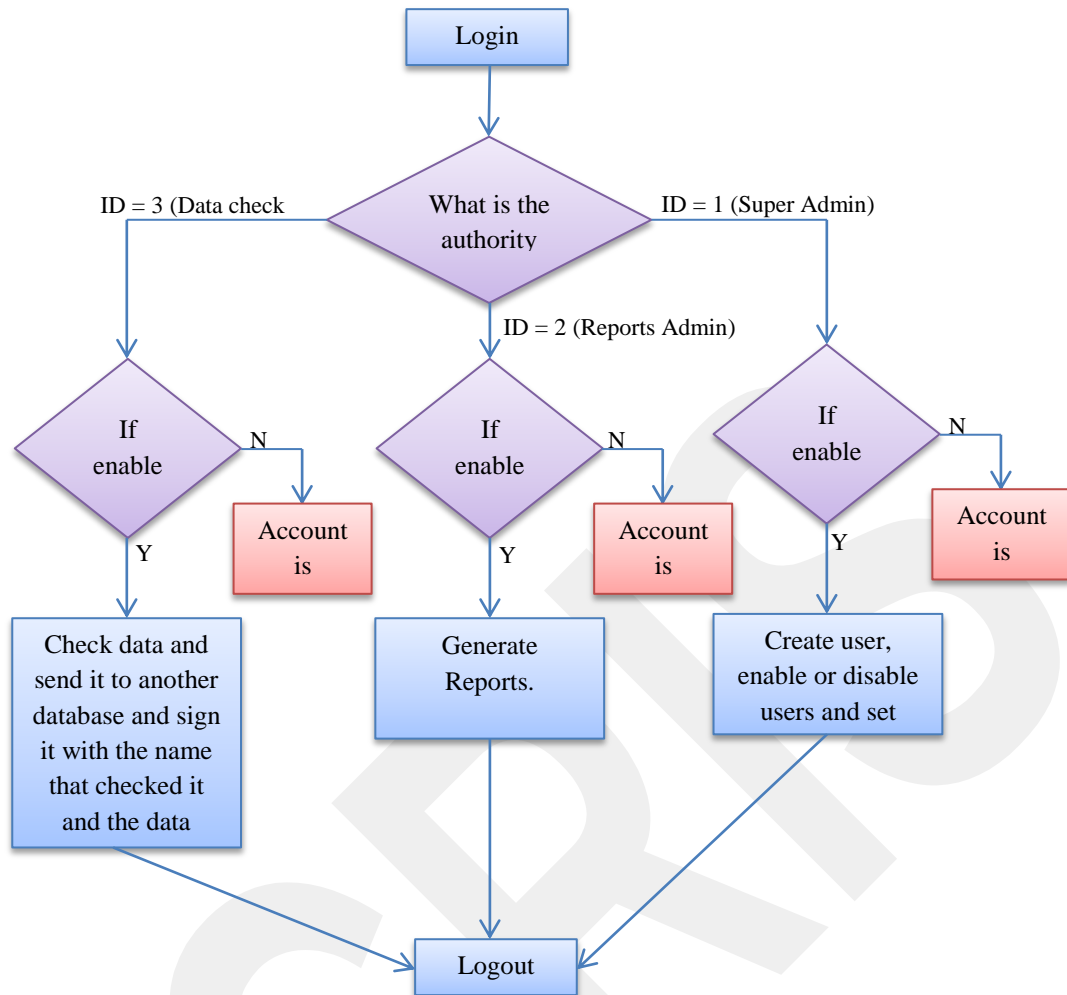 Login
What is the
authority
ID = 3 (Data check
ID = 1 (Super Admin)
ID = 2 (Reports Admin)
If
enable
N
Account
is
Y
If
enable
N
Account
is
Y
If
enable
N
Account
is
Y
Check data and
send it to another
database and sign
it with the name
that checked it
and the data
Generate
Reports.
Create user,
enable or disable
users and set
Logout